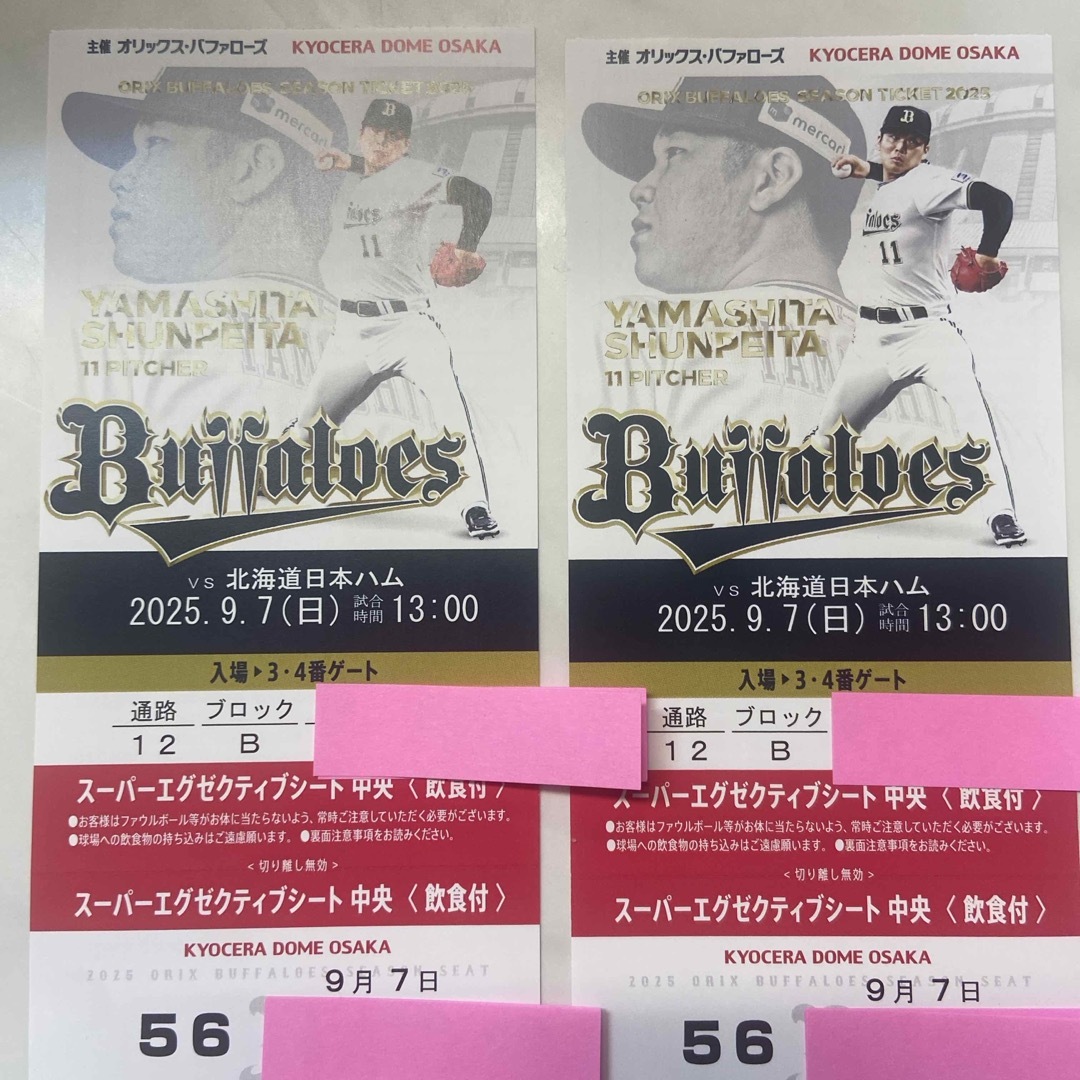 主催 オリックス・バファローズ KYOCERA DOME OSAKA
ORIX BUFFALOES SEASON TICKET 2025
mercari
11
YAMASHITA
SHUNPEITA
11 PITCHER
Buffaloes
vs 北海道日本ハム
2025.9.7(日) 試合時間 13:00
入場▶3・4番ゲート
通路 ブロック
12 B
スーパーエグゼクティブシート 中央 〈 飲食付 〉
●お客様はファウルボール等がお体に当たらないよう、常時ご注意していただく必要がございます。
●球場への飲食物の持ち込みはご遠慮願います。 ●裏面注意事項をお読みください。
< 切り離し無効 >
スーパーエグゼクティブシート 中央 〈 飲食付 〉
KYOCERA DOME OSAKA
2025 ORIX BUFFALOES SEASON SEAT
9月 7日
56
主催 オリックス・バファローズ KYOCERA DOME OSAKA
ORIX BUFFALOES SEASON TICKET 2025
mercari
B
11
YAMASHITA
SHUNPEITA
11 PITCHER
Buffaloes
vs 北海道日本ハム
2025.9.7(日) 試合時間 13:00
入場▶3・4番ゲート
通路 ブロック
12 B
スーパーエグゼクティブシート 中央 〈 飲食付 〉
●お客様はファウルボール等がお体に当たらないよう、常時ご注意していただく必要がございます。
●球場への飲食物の持ち込みはご遠慮願います。 ●裏面注意事項をお読みください。
< 切り離し無効 >
スーパーエグゼクティブシート 中央 〈 飲食付 〉
KYOCERA DOME OSAKA
2025 ORIX BUFFALOES SEASON SEAT
9月 7日
56